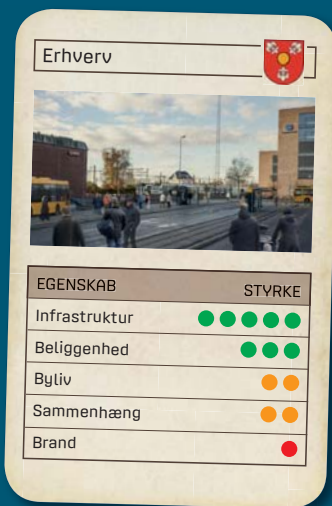 Erhverv
EGENSKAB STYRKE
Infrastruktur
Beliggenhed
Byliv
Sammenhæng
Brand